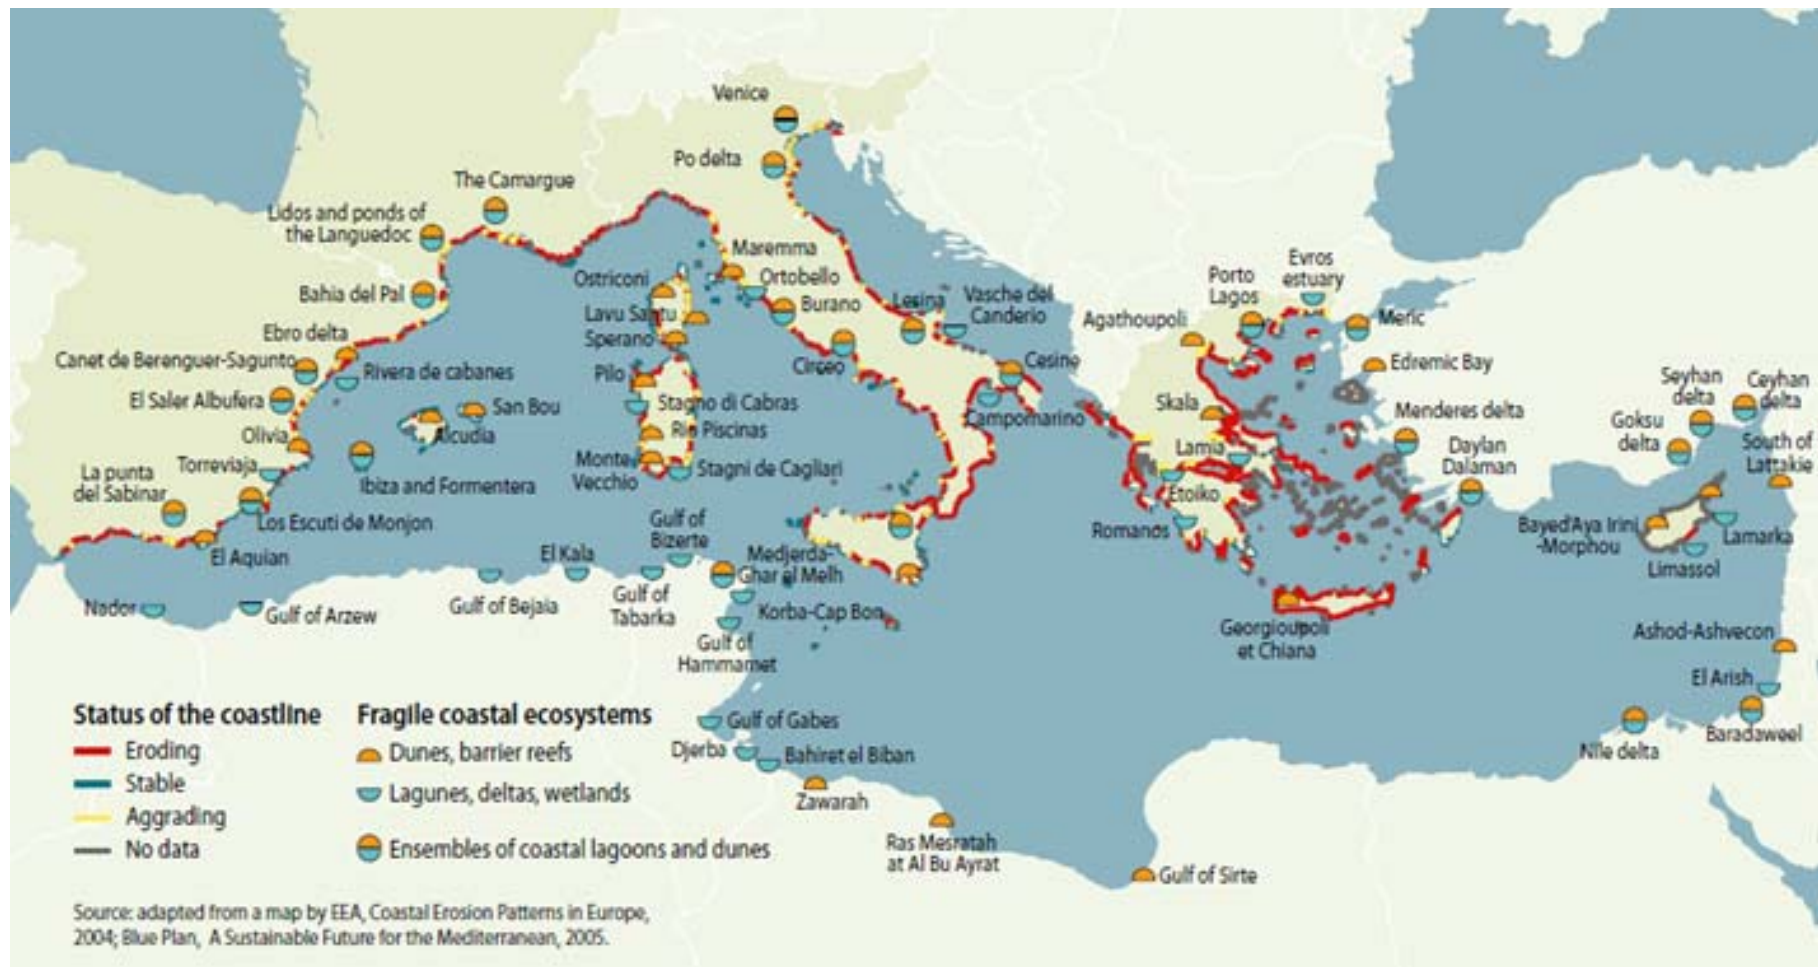 Venice
Po delta
The Camargue
Lidos and ponds of
the Languedoc
Bahia del Pal
Ebro delta
Canet de Berenguer-Sagunto
Rivera de cabanes
El Saler Albufera
San Bou
Alcudia
Olivia
Torreviaja
La punta
del Sabinar
Ibiza and Formentera
Los Escuti de Monjon
El Aquian
Maremma
Ortobello
Ostriconi
Burano
Lavu Santu
Sperano
Lesina
Vasche del
Canderio
Circeo
Cesine
Pilo
Stagno di Cabras
Campomarino
Rio Piscinas
Monte
Vecchio
Stagni de Cagliari
Evros
estuary
Porto
Lagos
Agathoupoli
Meric
Edremic Bay
Skala
Menderes delta
Lamia
Daylan
Dalaman
Etoiko
Romanos
Seyhan
delta
Ceyhan
delta
Goksu
delta
South of
Lattakie
Bayed'Aya Irini
-Morphou
Lamarka
Limassol
Georgioupoli
et Chiana
Gulf of
Bizerte
El Kala
Medjerda-
Ghar el Melh
Nador
Gulf of Arzew
Gulf of Bejaia
Gulf of
Tabarka
Korba-Cap Bon
Gulf of
Hammamet
Ashod-Ashvecon
El Arish
Baradaweel
Nile delta
Gulf of Gabes
Djerba
Bahiret el Biban
Zawarah
Ras Mesratah
at Al Bu Ayrat
Gulf of Sirte
Status of the coastline
Eroding
Stable
Aggrading
No data
Fragile coastal ecosystems
Dunes, barrier reefs
Lagunes, deltas, wetlands
Ensembles of coastal lagoons and dunes
Source: adapted from a map by EEA, Coastal Erosion Patterns in Europe,
2004; Blue Plan, A Sustainable Future for the Mediterranean, 2005.